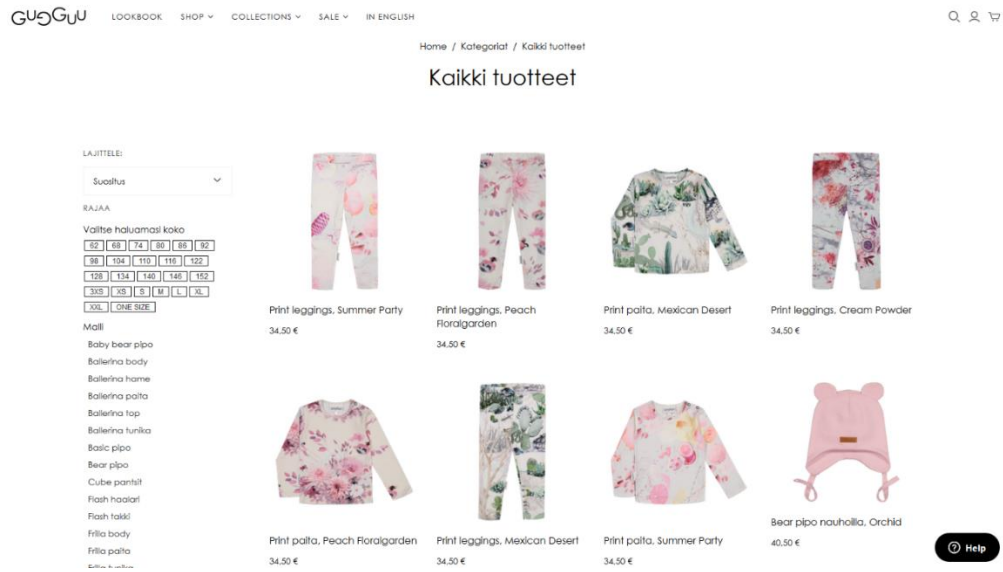 GUGGUU
LOOKBOOK SHOP COLLECTIONS SALE IN ENGLISH
Home / Kategoriat / Kaikki tuotteet
Kaikki tuotteet
LAJITTELE:
Suositus
RAJAA
Valitse haluamasi koko
62 68 74 80 86 92
98 104 110 116 122
128 134 140 146 152
3XS XS S M L XL
XXL ONE SIZE
Malli
Baby bear pipo
Ballerina body
Ballerina hame
Ballerina paita
Ballerina top
Ballerina tunika
Basic pipo
Bear pipo
Cube pantsit
Flash haalari
Flash takki
Frilla body
Frilla paita
Frilla tunika
Print leggings, Summer Party
34,50 €
Print leggings, Peach
Floralgarden
34,50 €
Print paita, Mexican Desert
34,50 €
Print leggings, Cream Powder
34,50 €
Print paita, Peach Floralgarden
34,50 €
Print leggings, Mexican Desert
34,50 €
Print paita, Summer Party
34,50 €
Bear pipo nauhoilla, Orchid
40,50 €
Help